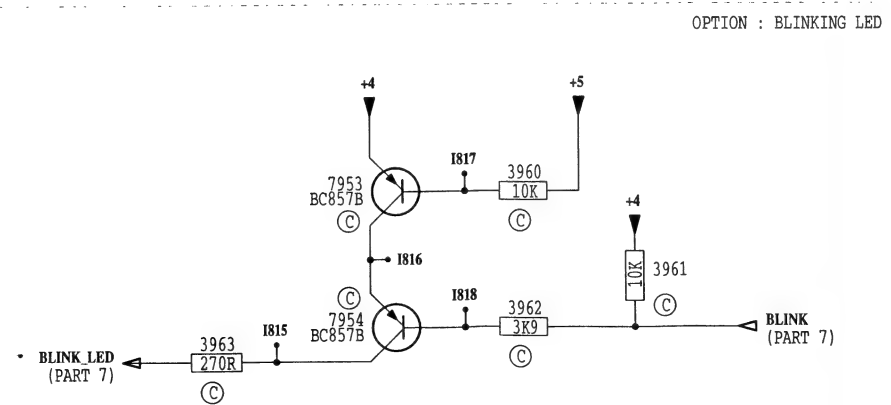 OPTION : BLINKING LED
+4
+5
I817
3960
10K
7953
BC857B
C
C
+4
I816
10K
3961
C
C
I818
3962
3K9
7954
BC857B
C
BLINK
(PART 7)
I815
3963
270R
BLINK_LED
(PART 7)
C